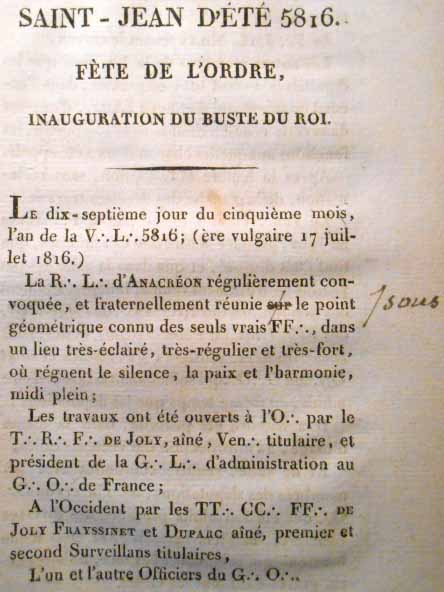 SAINT-JEAN D'ÉTÉ 5816.
FÈTE DE L'ORDRE,
INAUGURATION DU BUSTE DU ROI.
LE dix-septième jour du cinquième mois,
l'an de la V∴ L∴ 5816; (ère vulgaire 17 juil-
let 1816.)
La R∴ L∴ d'ANACRÉON régulièrement con-
voquée, et fraternellement réunie sur le point
/sous
géométrique connu des seuls vrais FF∴, dans
un lieu très-éclairé, très-régulier et très-fort,
où régnent le silence, la paix et l'harmonie,
midi plein;
Les travaux ont été ouverts à l'O∴ par le
T∴ R∴ F∴ DE JOLY, aîné, Ven∴ titulaire, et
président de la G∴ L∴ d'administration au
G∴ O∴ de France;
A l'Occident par les TT∴ CC∴ FF∴ DE
JOLY FRAYSSINET et DUPARC aîné, premier et
second Surveillans titulaires,
L'un et l'autre Officiers du G∴ O∴.